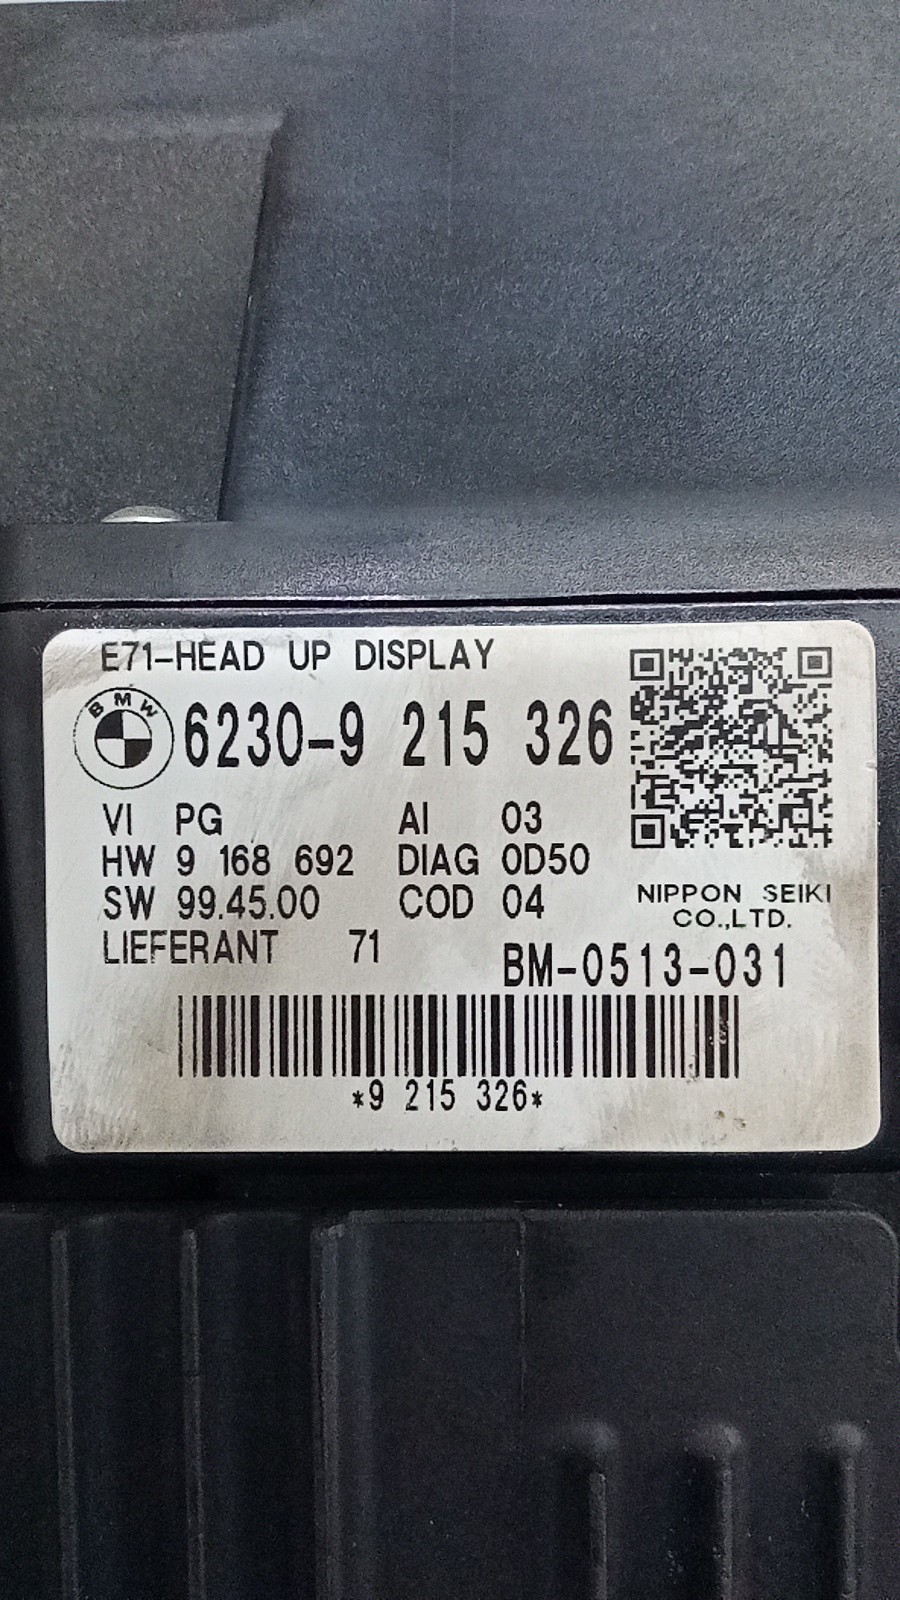 E71-HEAD UP DISPLAY
BMW 6230-9 215 326
VI PG AI 03
HW 9 168 692 DIAG 0D50
SW 99.45.00 COD 04
NIPPON SEIKI
CO.,LTD.
LIEFERANT 71
BM-0513-031
*9 215 326*